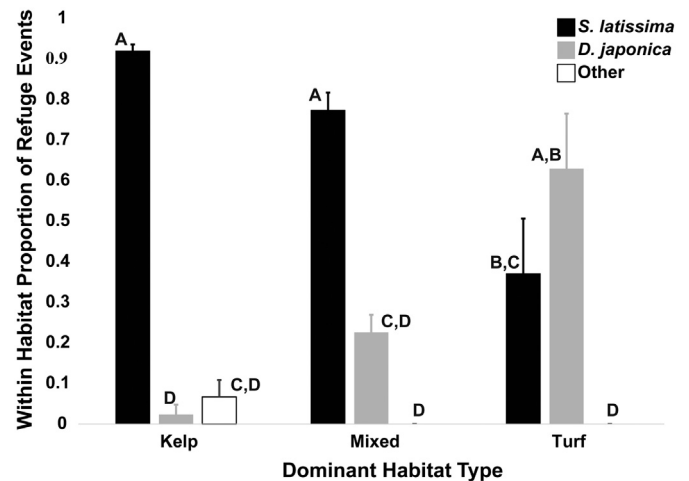 S. latissima
D. japonica
Other
Within Habitat Proportion of Refuge Events
1
0.9
0.8
0.7
0.6
0.5
0.4
0.3
0.2
0.1
0
A
D
C,D
A
C,D
D
B,C
A,B
D
Kelp Mixed Turf
Dominant Habitat Type